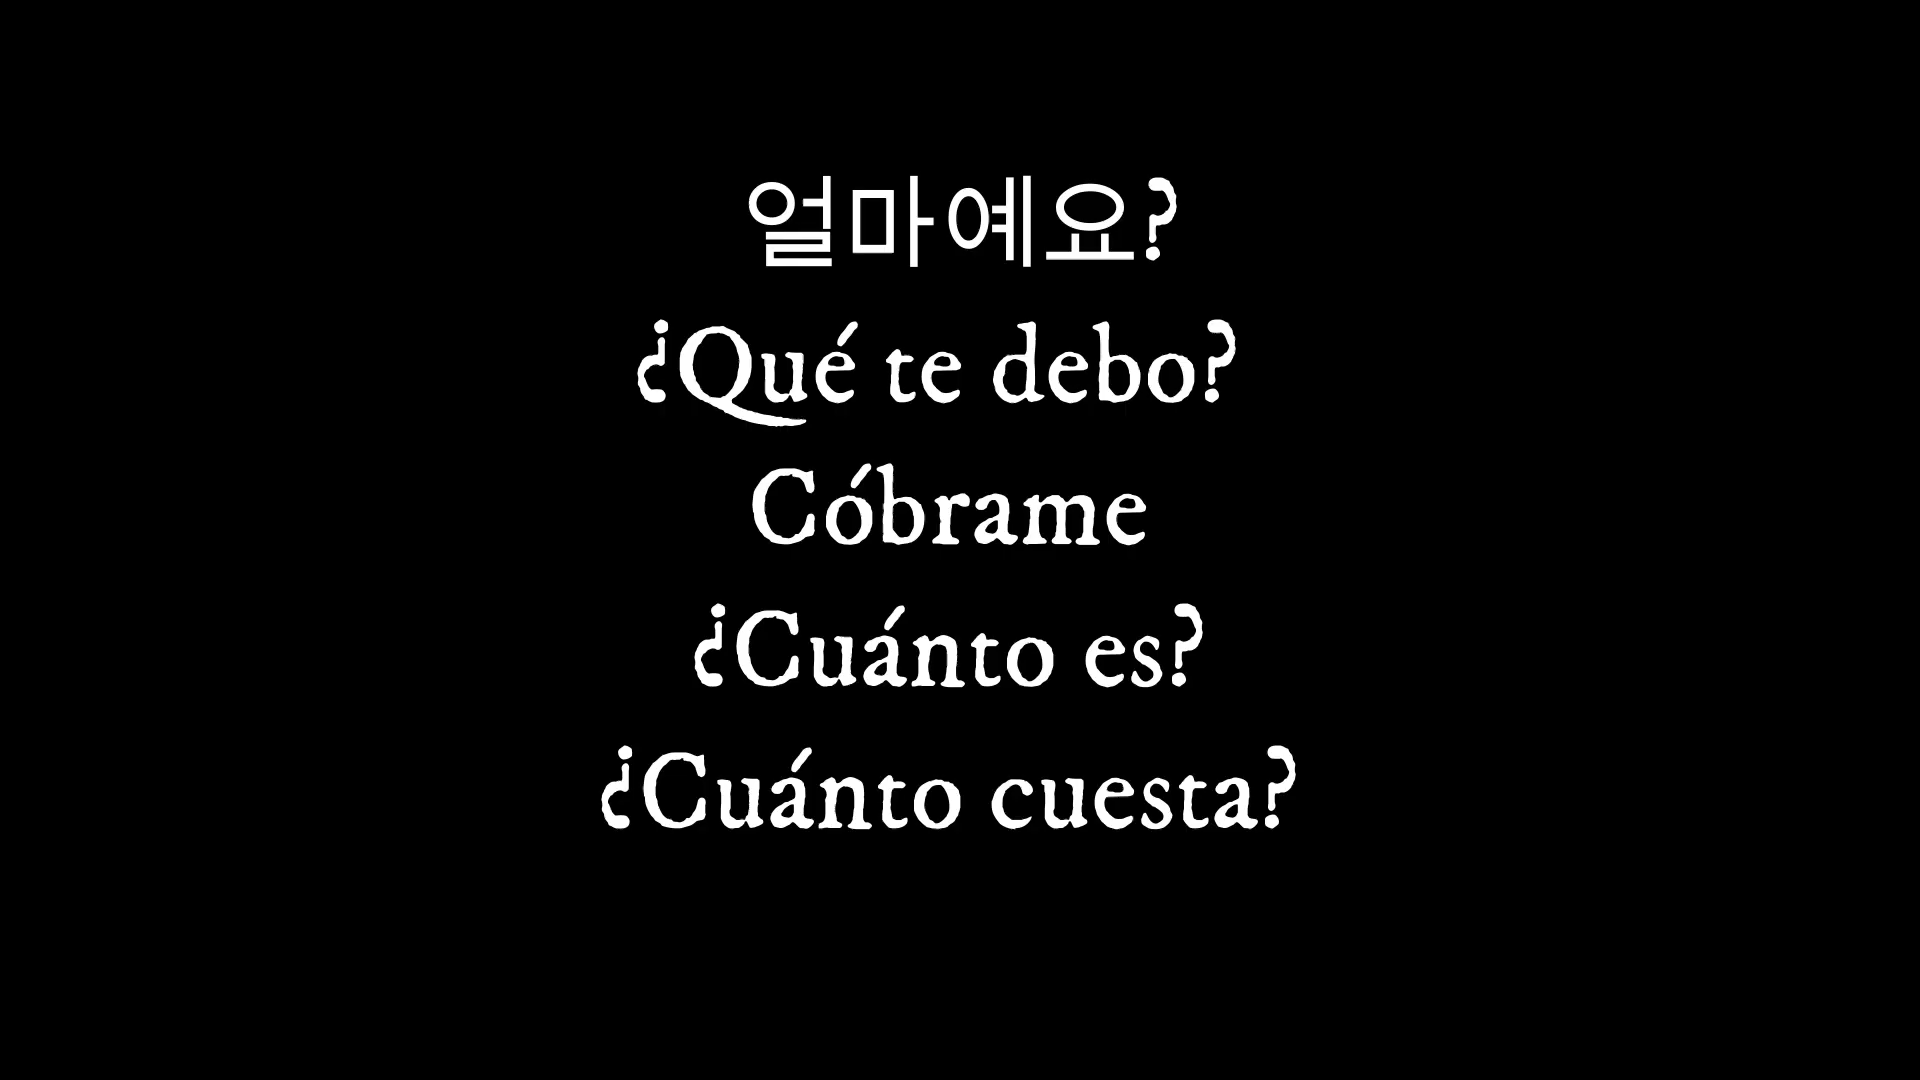 얼마예요?
¿Qué te debo?
Cóbrame
¿Cuánto es?
¿Cuánto cuesta?